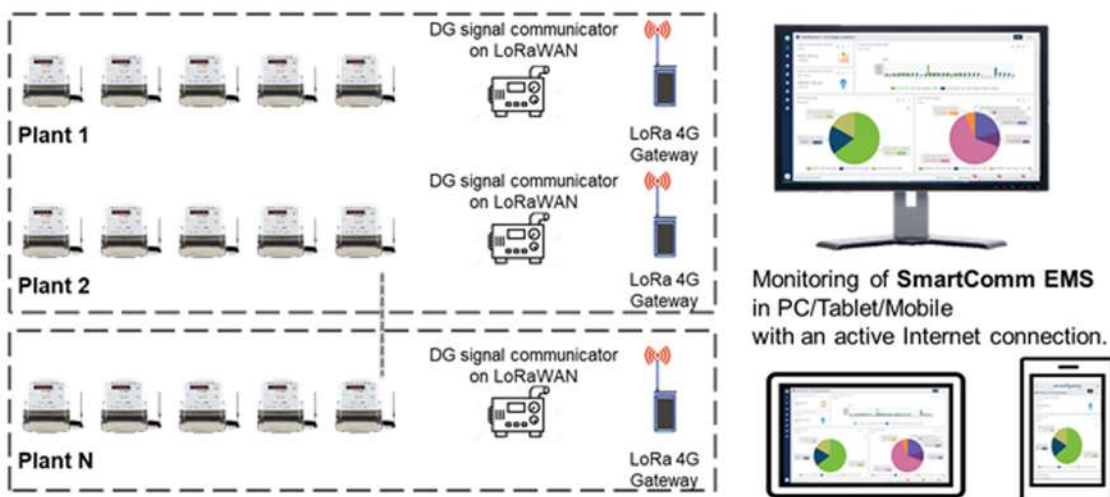 DG signal communicator
on LoRaWAN
Plant 1
LoRa 4G
Gateway
DG signal communicator
on LoRaWAN
Plant 2
LoRa 4G
Gateway
DG signal communicator
on LoRaWAN
Plant N
LoRa 4G
Gateway
Monitoring of SmartComm EMS
in PC/Tablet/Mobile
with an active Internet connection.